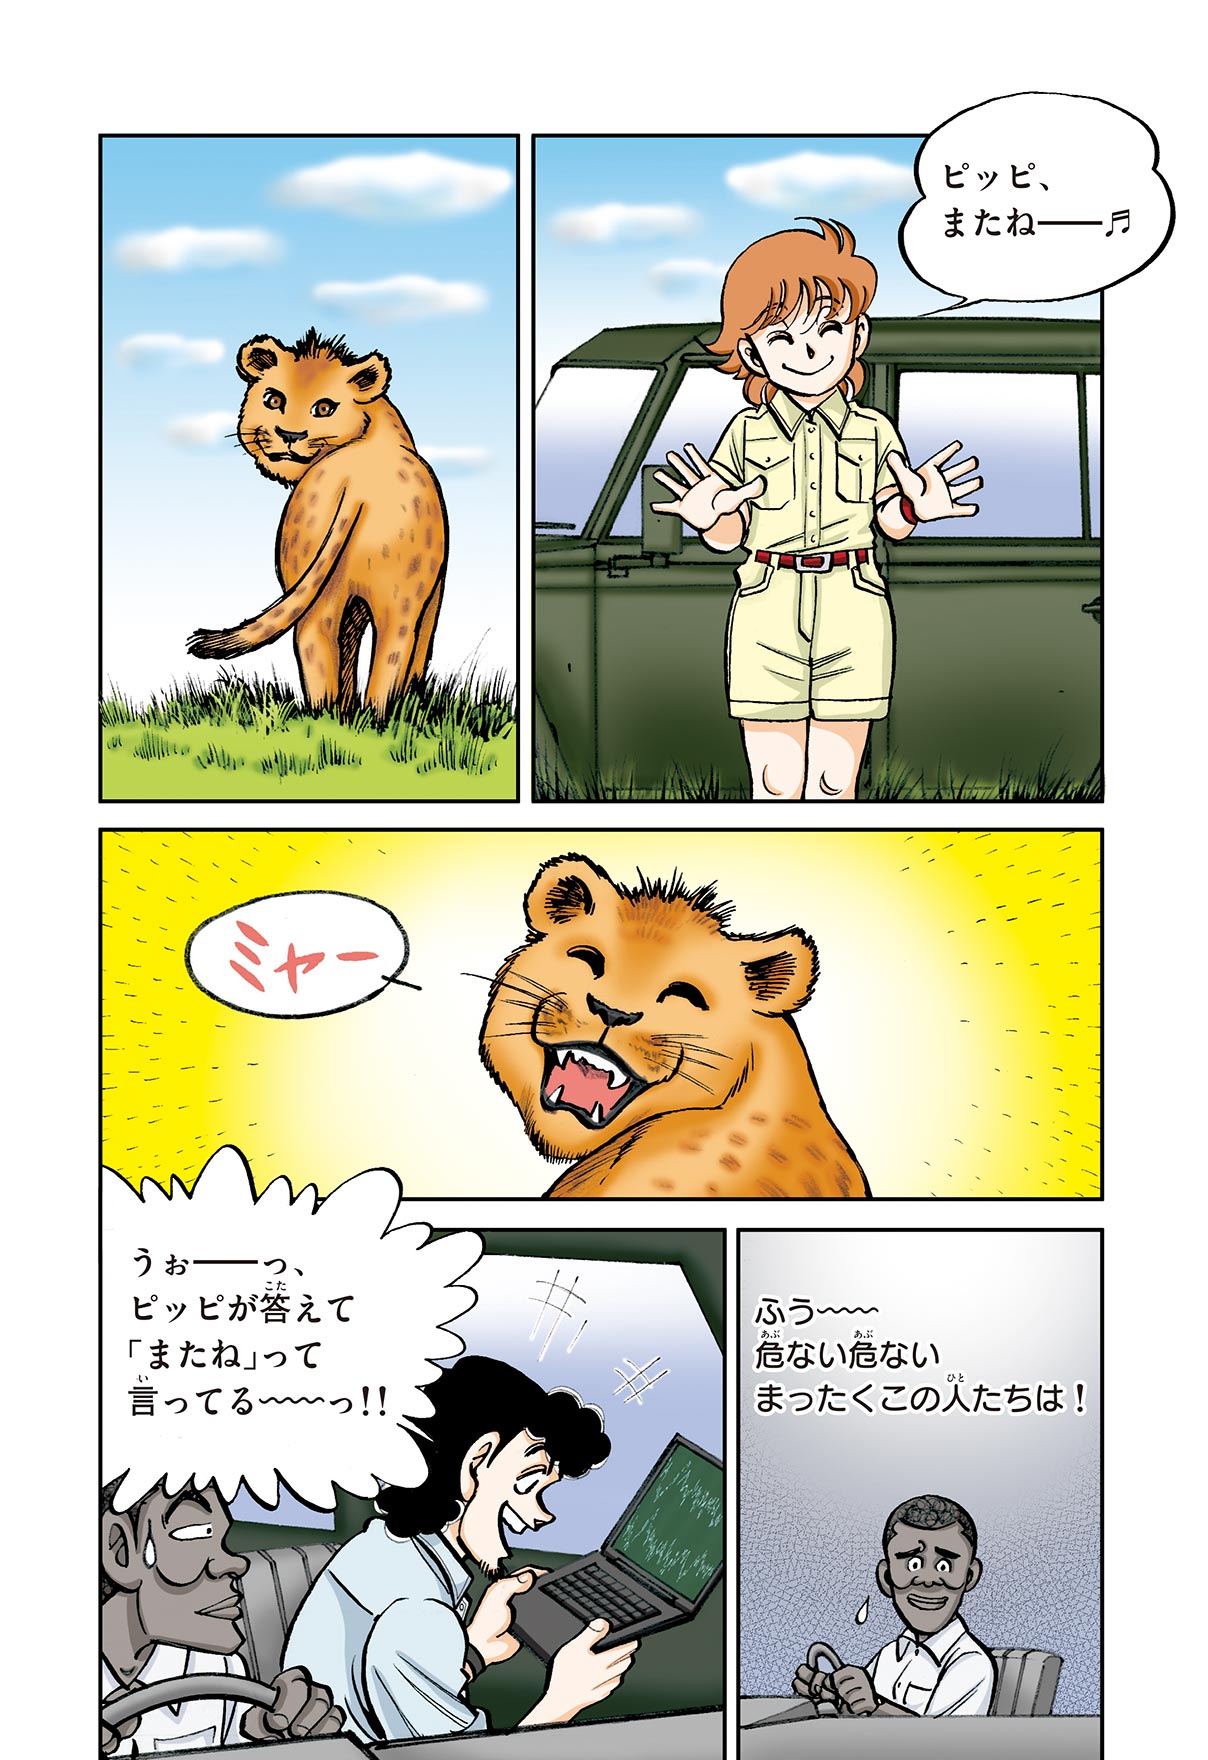 ピッピ、
またね――♬
ミャー
うぉ――っ、
ピッピが答えて
「またね」って
言ってる〜〜〜っ!!
ふう〜〜〜
危ない危ない
まったくこの人たちは！